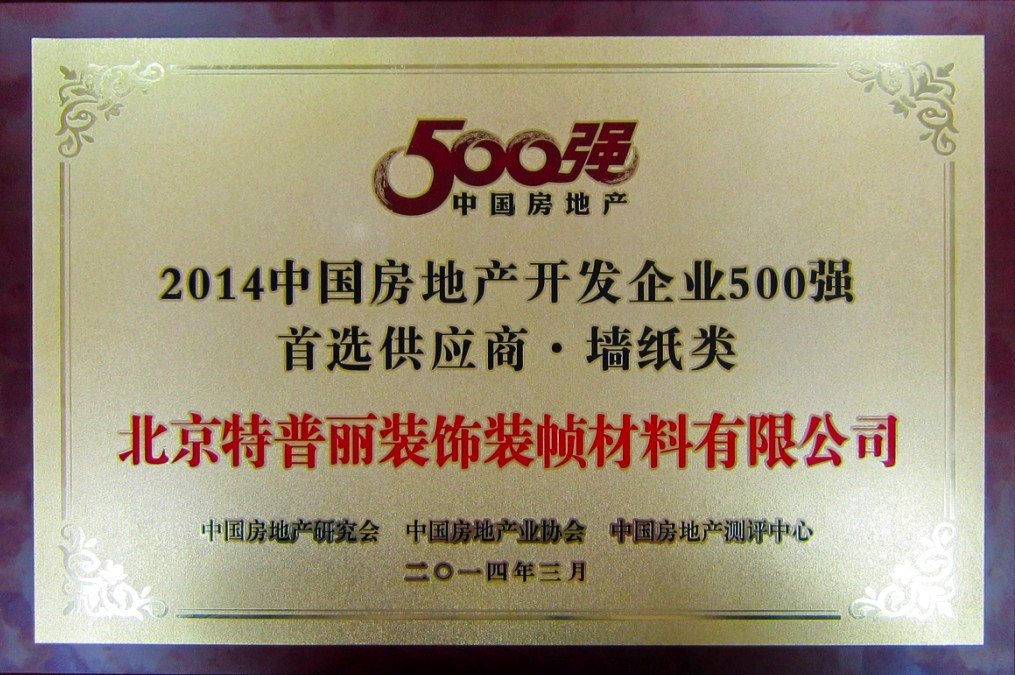 500强
中国房地产
2014中国房地产开发企业500强
首选供应商·墙纸类
北京特普丽装饰装帧材料有限公司
中国房地产研究会 中国房地产业协会 中国房地产测评中心
二〇一四年三月